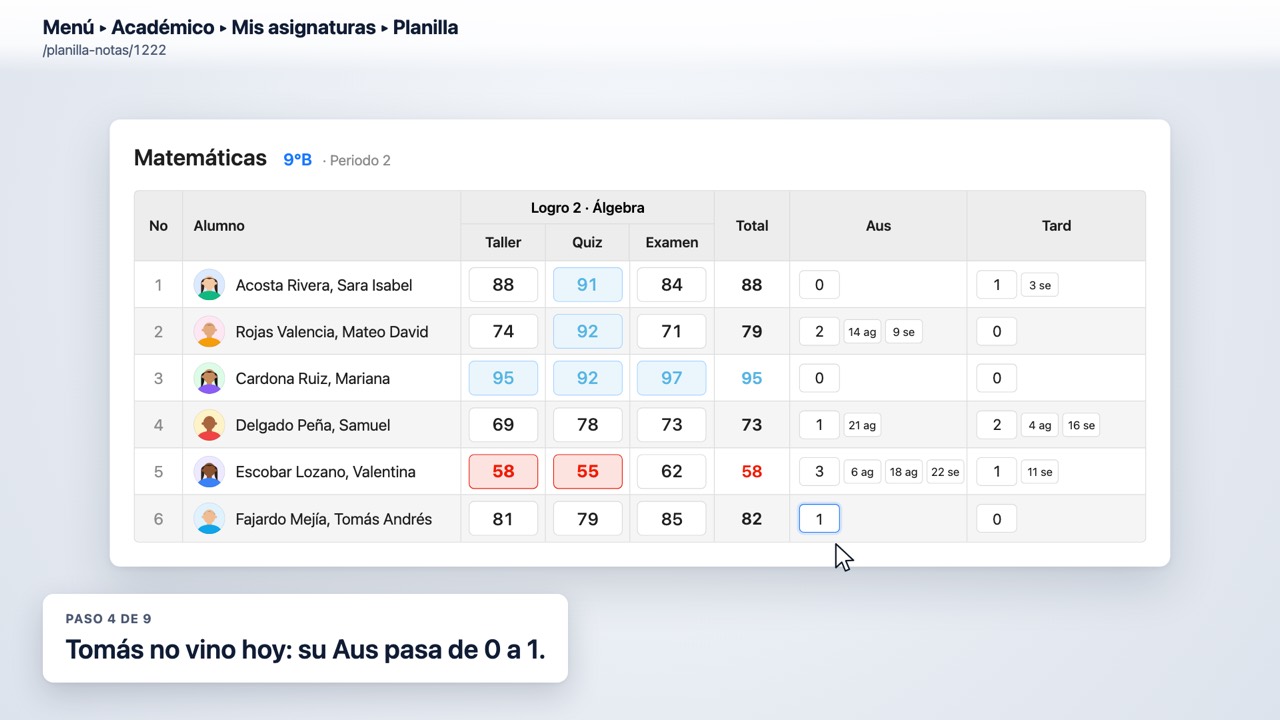 Menú ▸ Académico ▸ Mis asignaturas ▸ Planilla
/planilla-notas/1222
Matemáticas 9°B · Periodo 2
No Alumno Logro 2 · Álgebra Total Aus Tard
Taller Quiz Examen
1 Acosta Rivera, Sara Isabel 88 91 84 88 0 1 3 se
2 Rojas Valencia, Mateo David 74 92 71 79 2 14 ag 9 se 0
3 Cardona Ruiz, Mariana 95 92 97 95 0 0
4 Delgado Peña, Samuel 69 78 73 73 1 21 ag 2 4 ag 16 se
5 Escobar Lozano, Valentina 58 55 62 58 3 6 ag 18 ag 22 se 1 11 se
6 Fajardo Mejía, Tomás Andrés 81 79 85 82 1 0
PASO 4 DE 9
Tomás no vino hoy: su Aus pasa de 0 a 1.